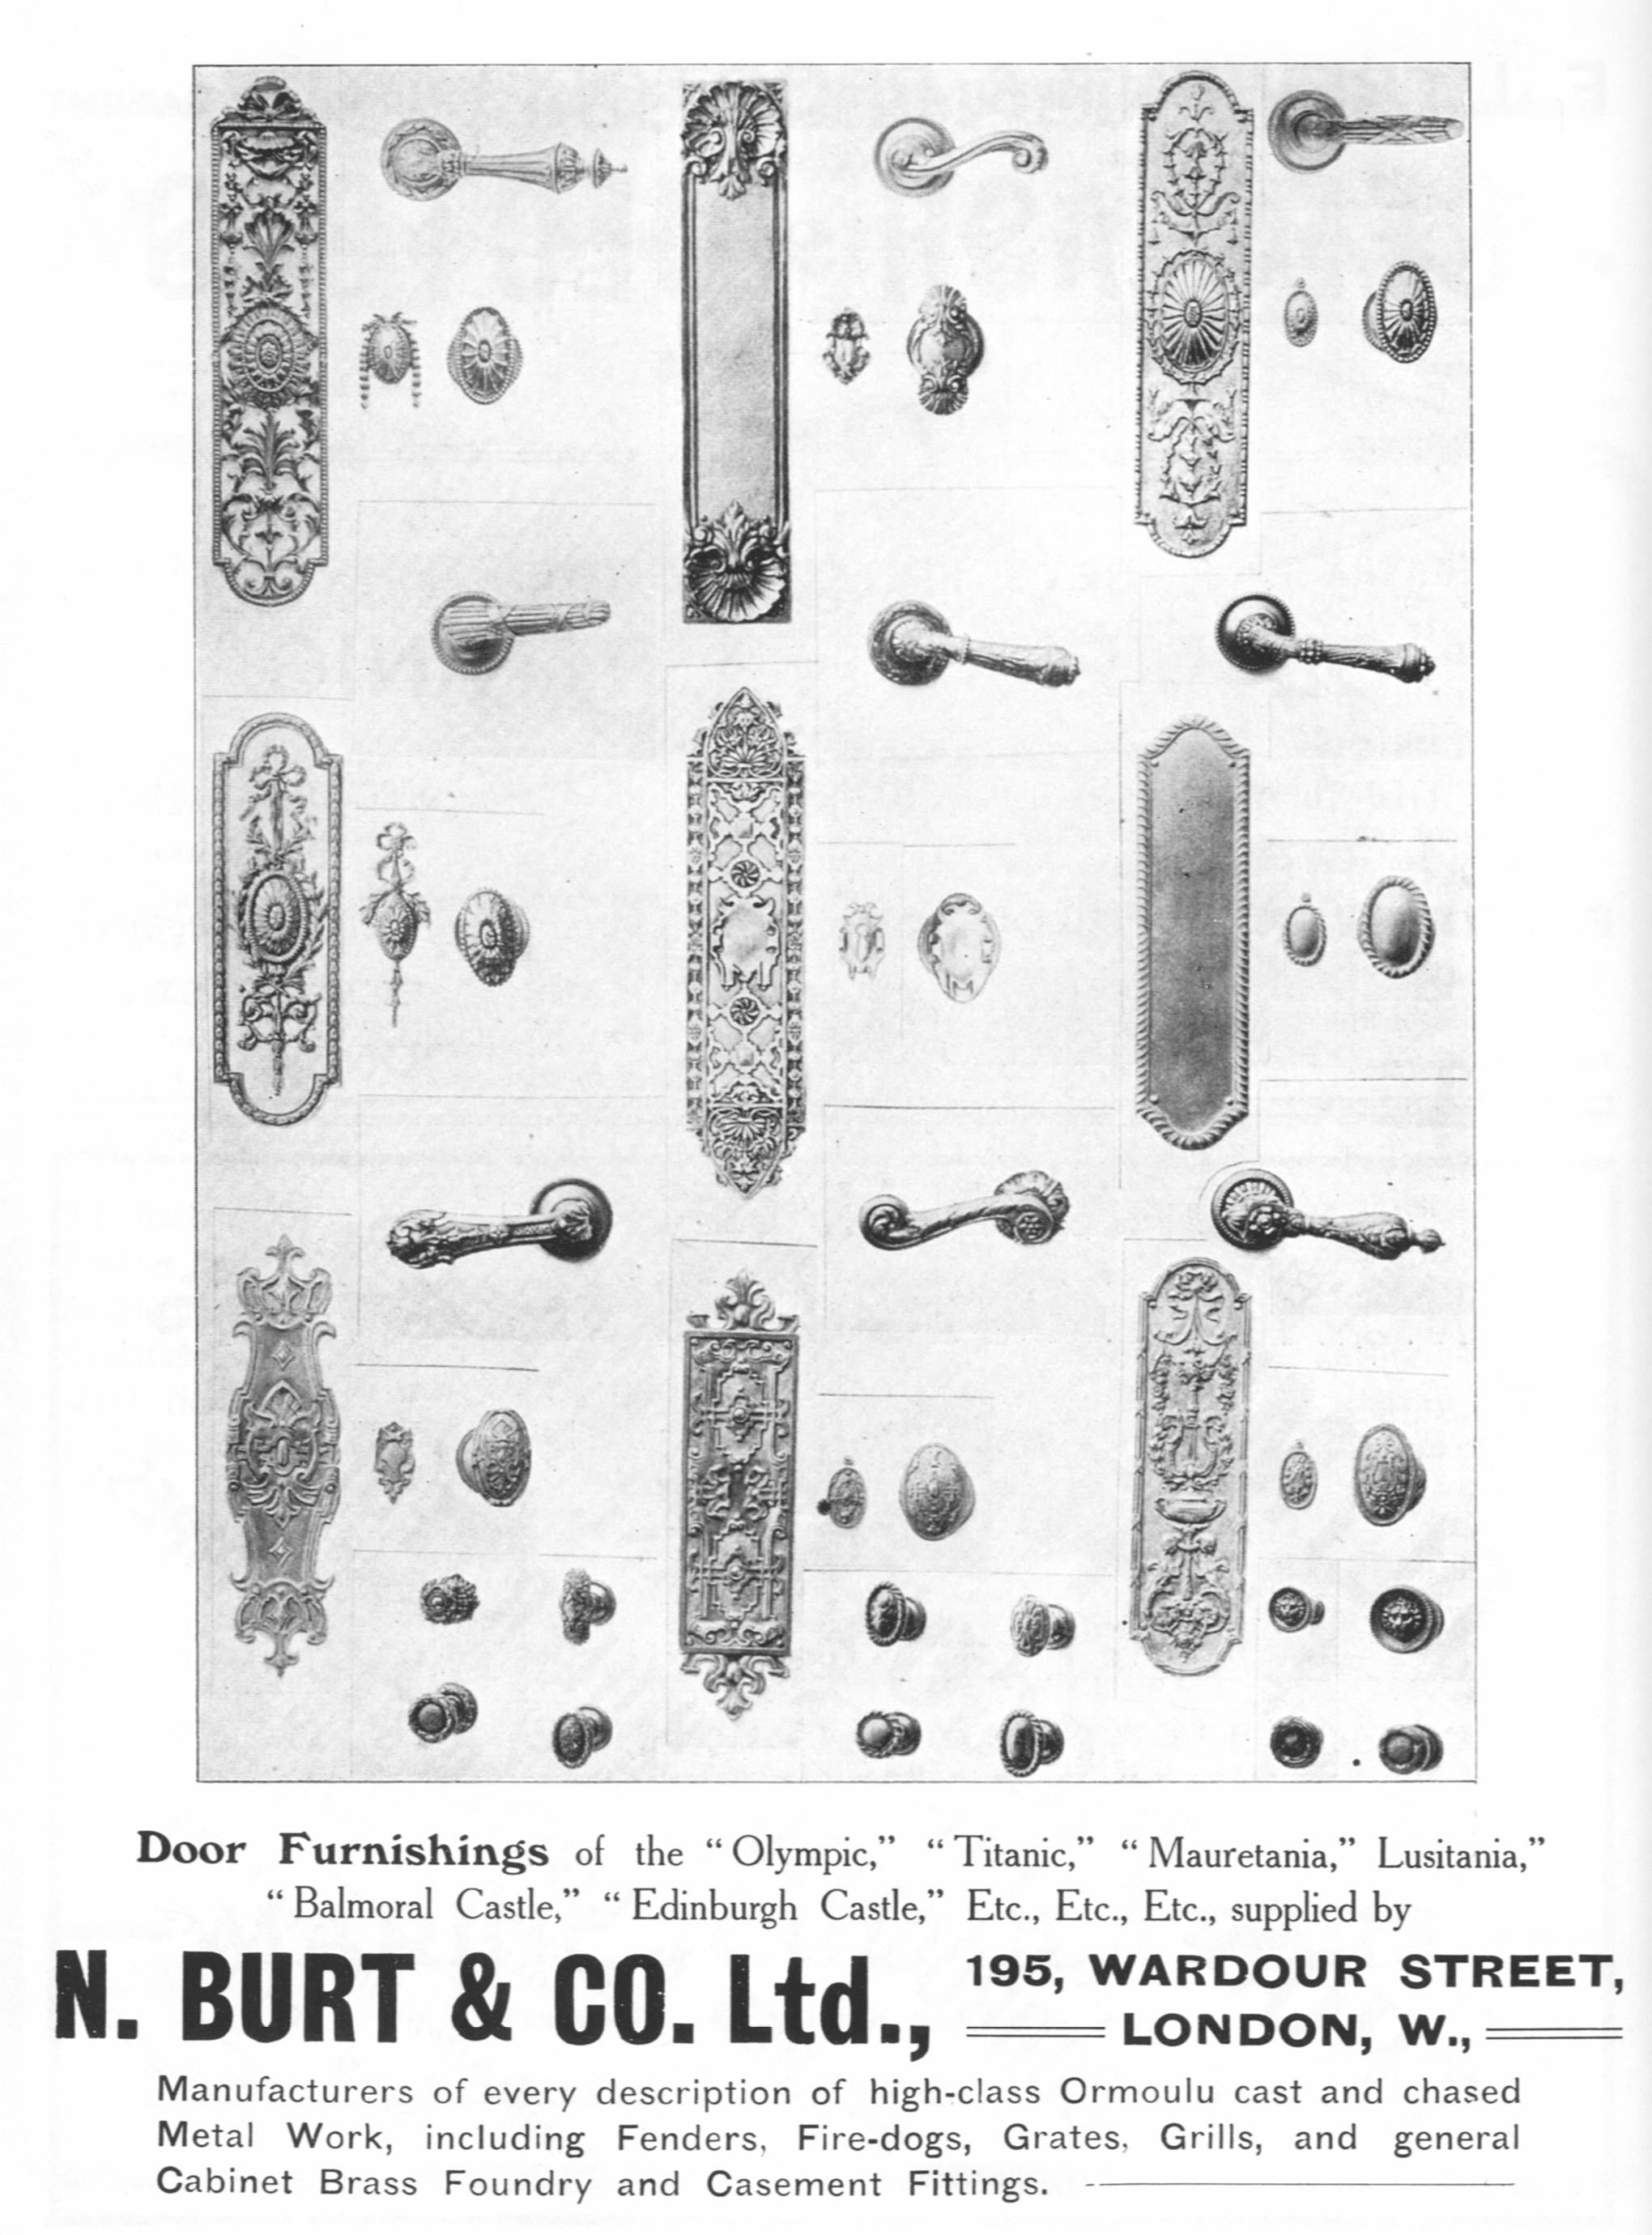 Door Furnishings of the “Olympic,” “Titanic,” “Mauretania,” Lusitania,”
“Balmoral Castle,” “Edinburgh Castle,” Etc., Etc., Etc., supplied by
N. BURT & CO. Ltd., 195, WARDOUR STREET,
LONDON, W.,
Manufacturers of every description of high-class Ormoulu cast and chased
Metal Work, including Fenders, Fire-dogs, Grates, Grills, and general
Cabinet Brass Foundry and Casement Fittings.